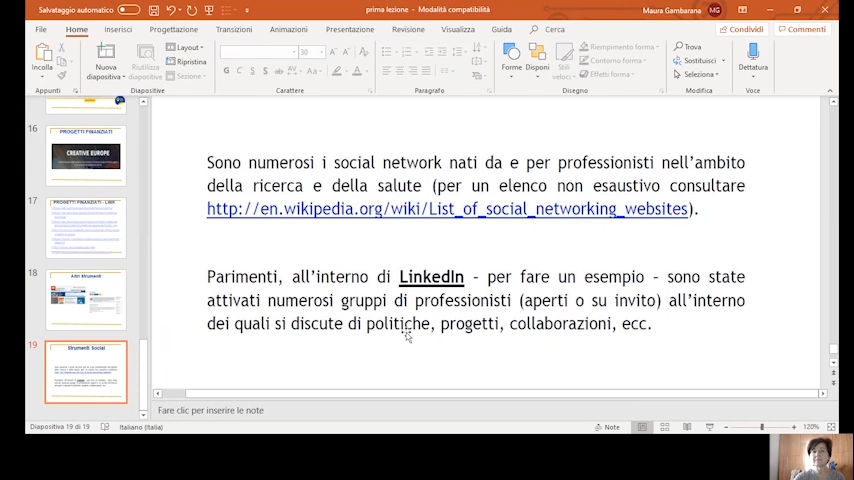 Salvataggio automatico
prima lezione - Modalità compatibilità
Maura Gambarana
MG
File Home Inserisci Progettazione Transizioni Animazioni Presentazione Revisione Visualizza Guida Cerca
Condividi Commenti
Incolla
Nuova diapositiva
Riutilizza diapositive
Layout
Ripristina
Sezione
30
G C S
Forme Disponi Stili veloci
Riempimento forma
Contorno forma
Effetti forma
Trova
Sostituisci
Seleziona
Dettatura
Appunti Diapositive Carattere Paragrafo Disegno Modifica Voce
16
PROGETTI FINANZIATI
CREATIVE EUROPE
17
PROGETTI FINANZIATI - LINK
18
Altri Strumenti
19
Strumenti Social
Sono numerosi i social network nati da e per professionisti nell'ambito
della ricerca e della salute (per un elenco non esaustivo consultare
http://en.wikipedia.org/wiki/List_of_social_networking_websites).
Parimenti, all'interno di LinkedIn – per fare un esempio – sono state
attivati numerosi gruppi di professionisti (aperti o su invito) all'interno
dei quali si discute di politiche, progetti, collaborazioni, ecc.
Fare clic per inserire le note
Diapositiva 19 di 19
Italiano (Italia)
Note
120%